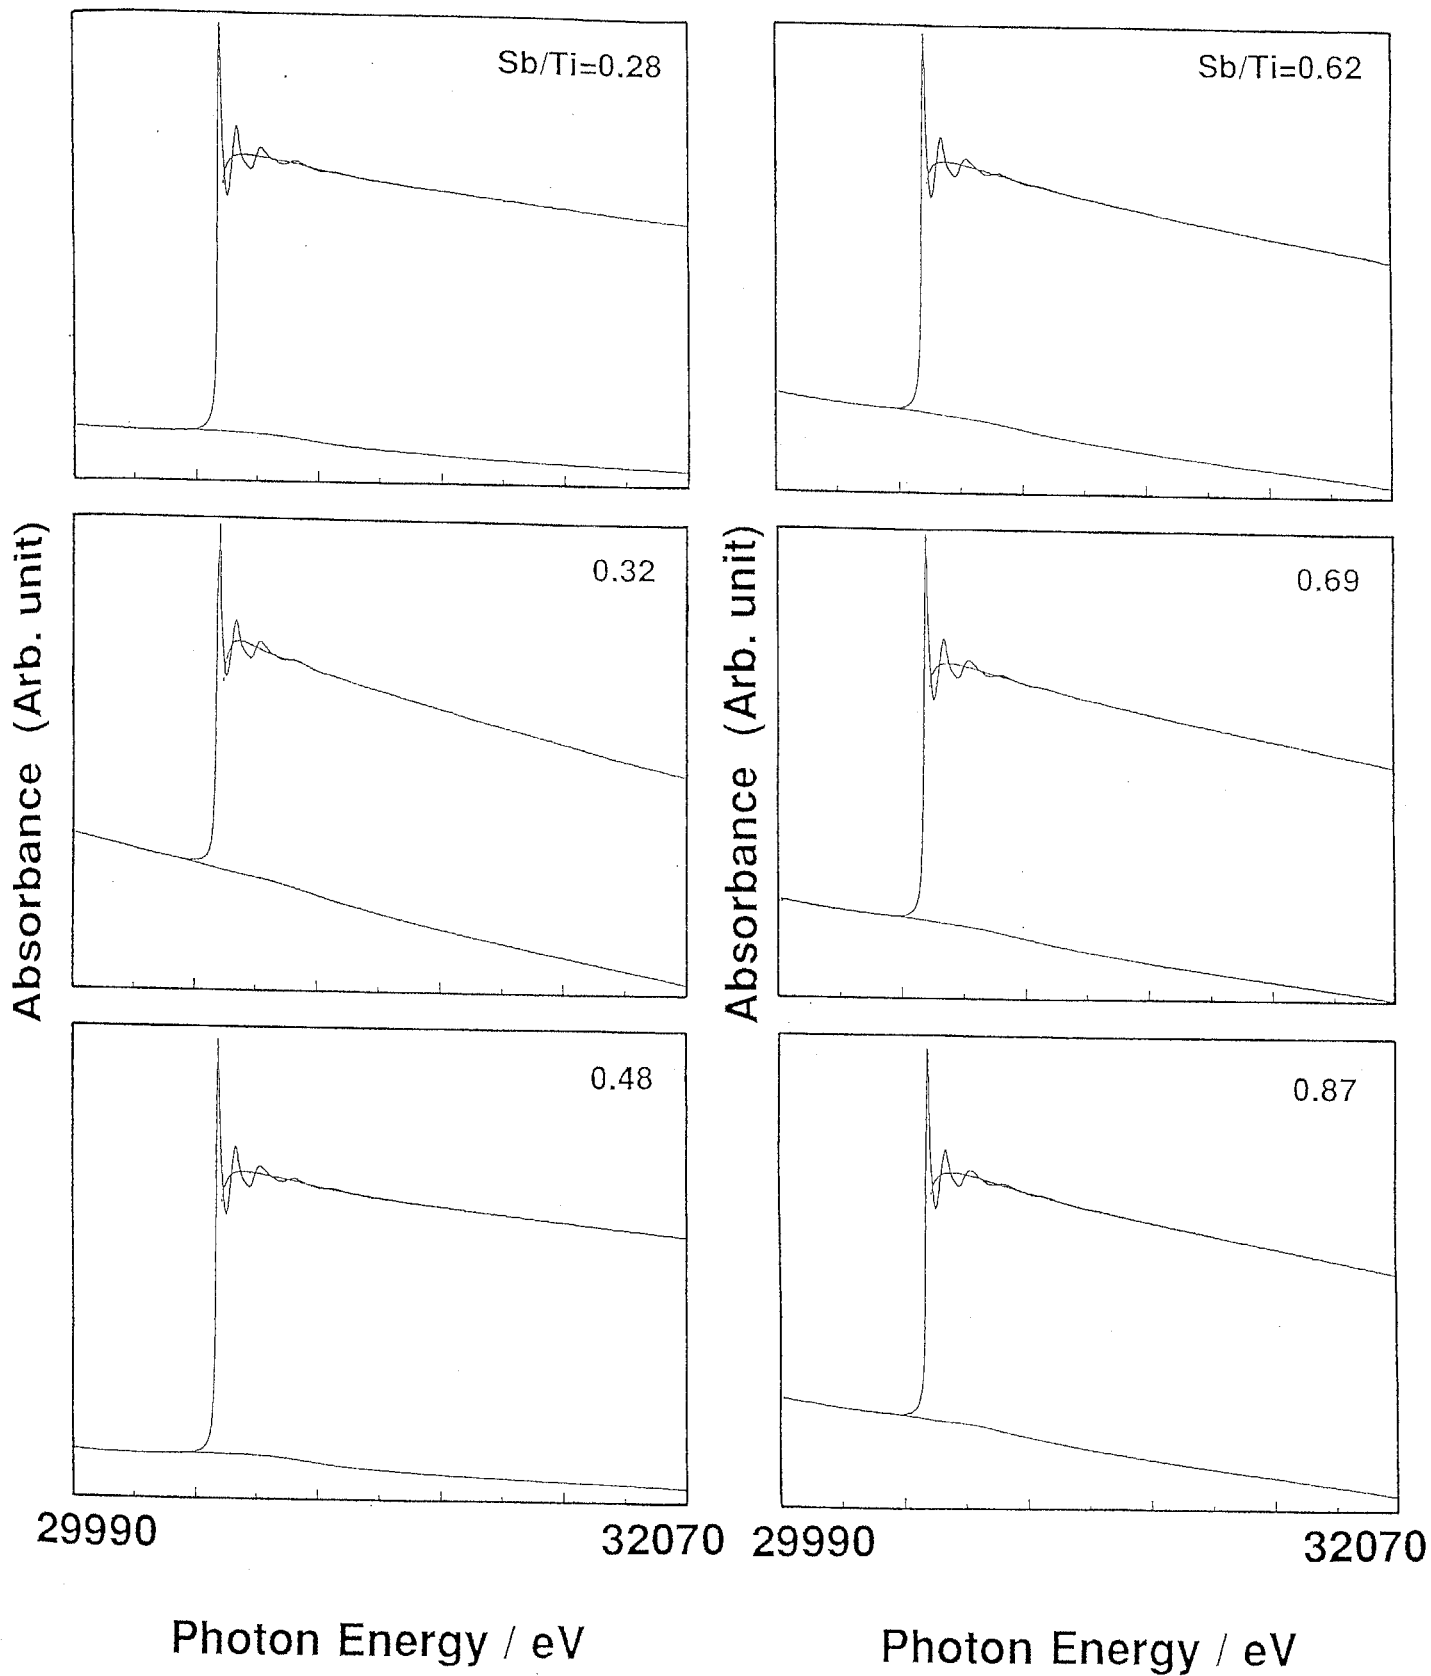 Sb/Ti=0.28
Sb/Ti=0.62
0.32
0.69
0.48
0.87
Absorbance (Arb. unit)
Absorbance (Arb. unit)
29990
32070
29990
32070
Photon Energy / eV
Photon Energy / eV